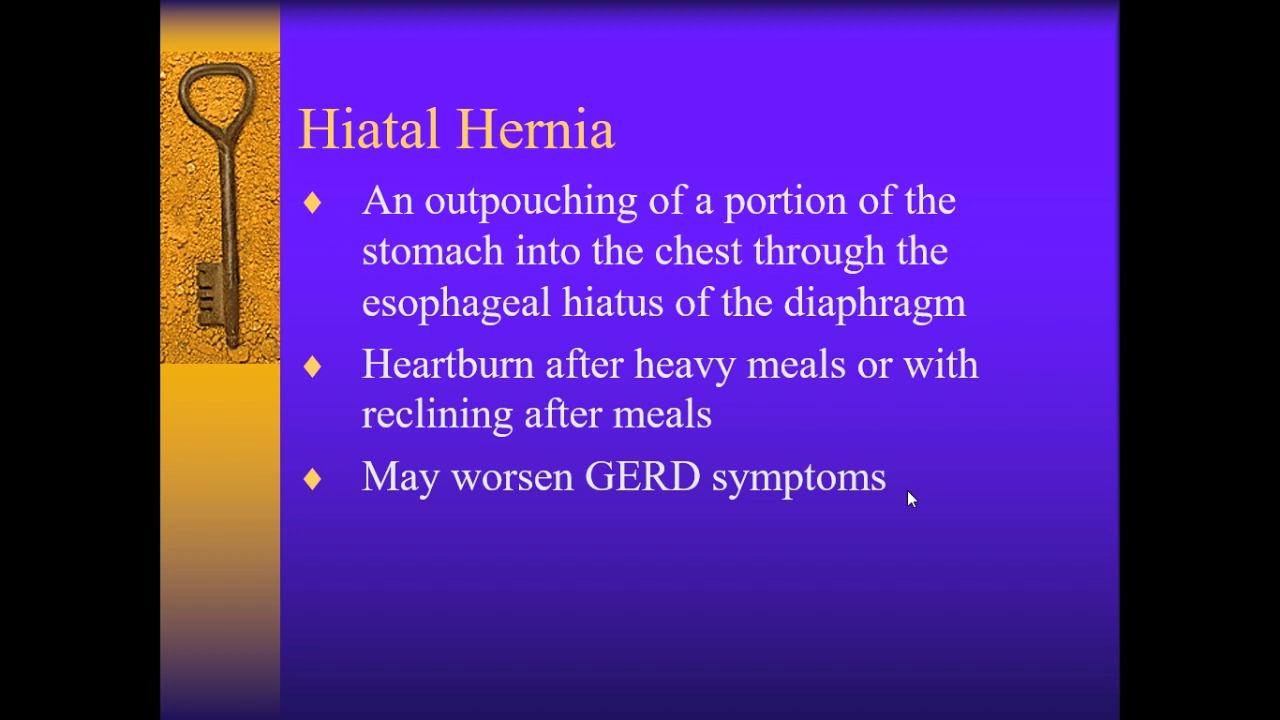 Hiatal Hernia
An outpouching of a portion of the
stomach into the chest through the
esophageal hiatus of the diaphragm
Heartburn after heavy meals or with
reclining after meals
May worsen GERD symptoms